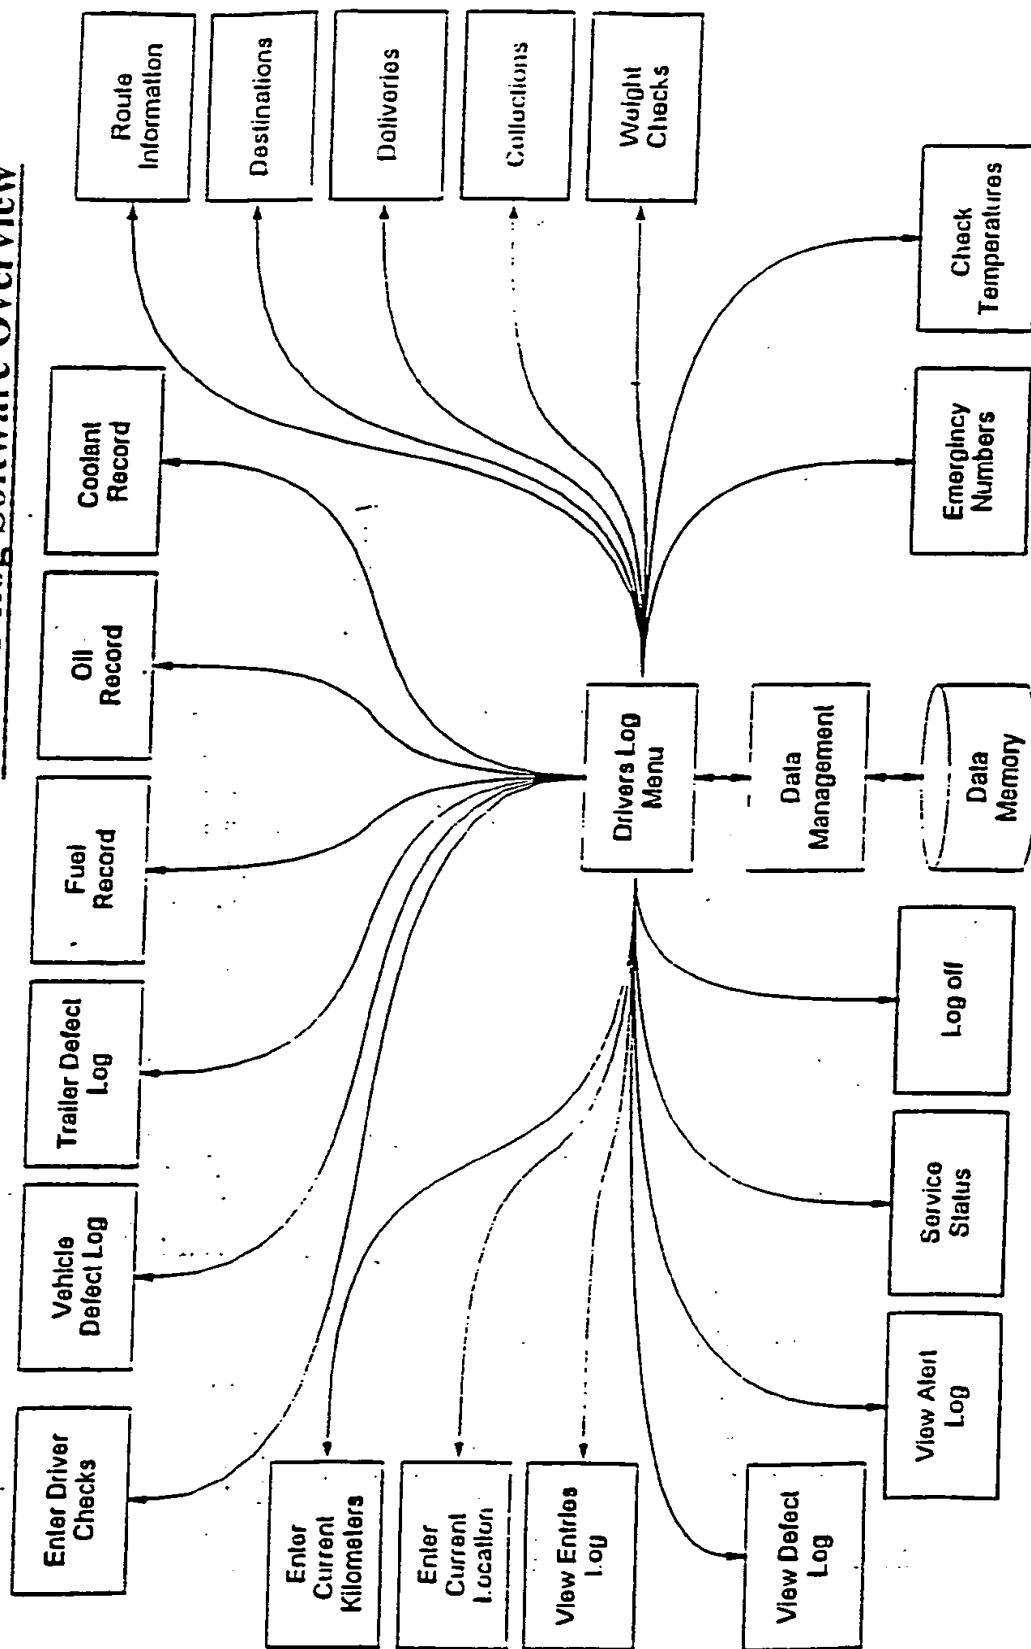 Software Overview
Enter Driver
Checks
Vehicle
Defect Log
Trailer Defect
Log
Fuel
Record
Oil
Record
Coolant
Record
Route
Information
Destinations
Deliveries
Collections
Weight
Checks
Enter
Current
Kilometers
Enter
Current
Location
View Entries
Log
View Defect
Log
View Alert
Log
Service
Status
Log off
Drivers Log
Menu
Data
Management
Data
Memory
Emergincy
Numbers
Check
Temperatures